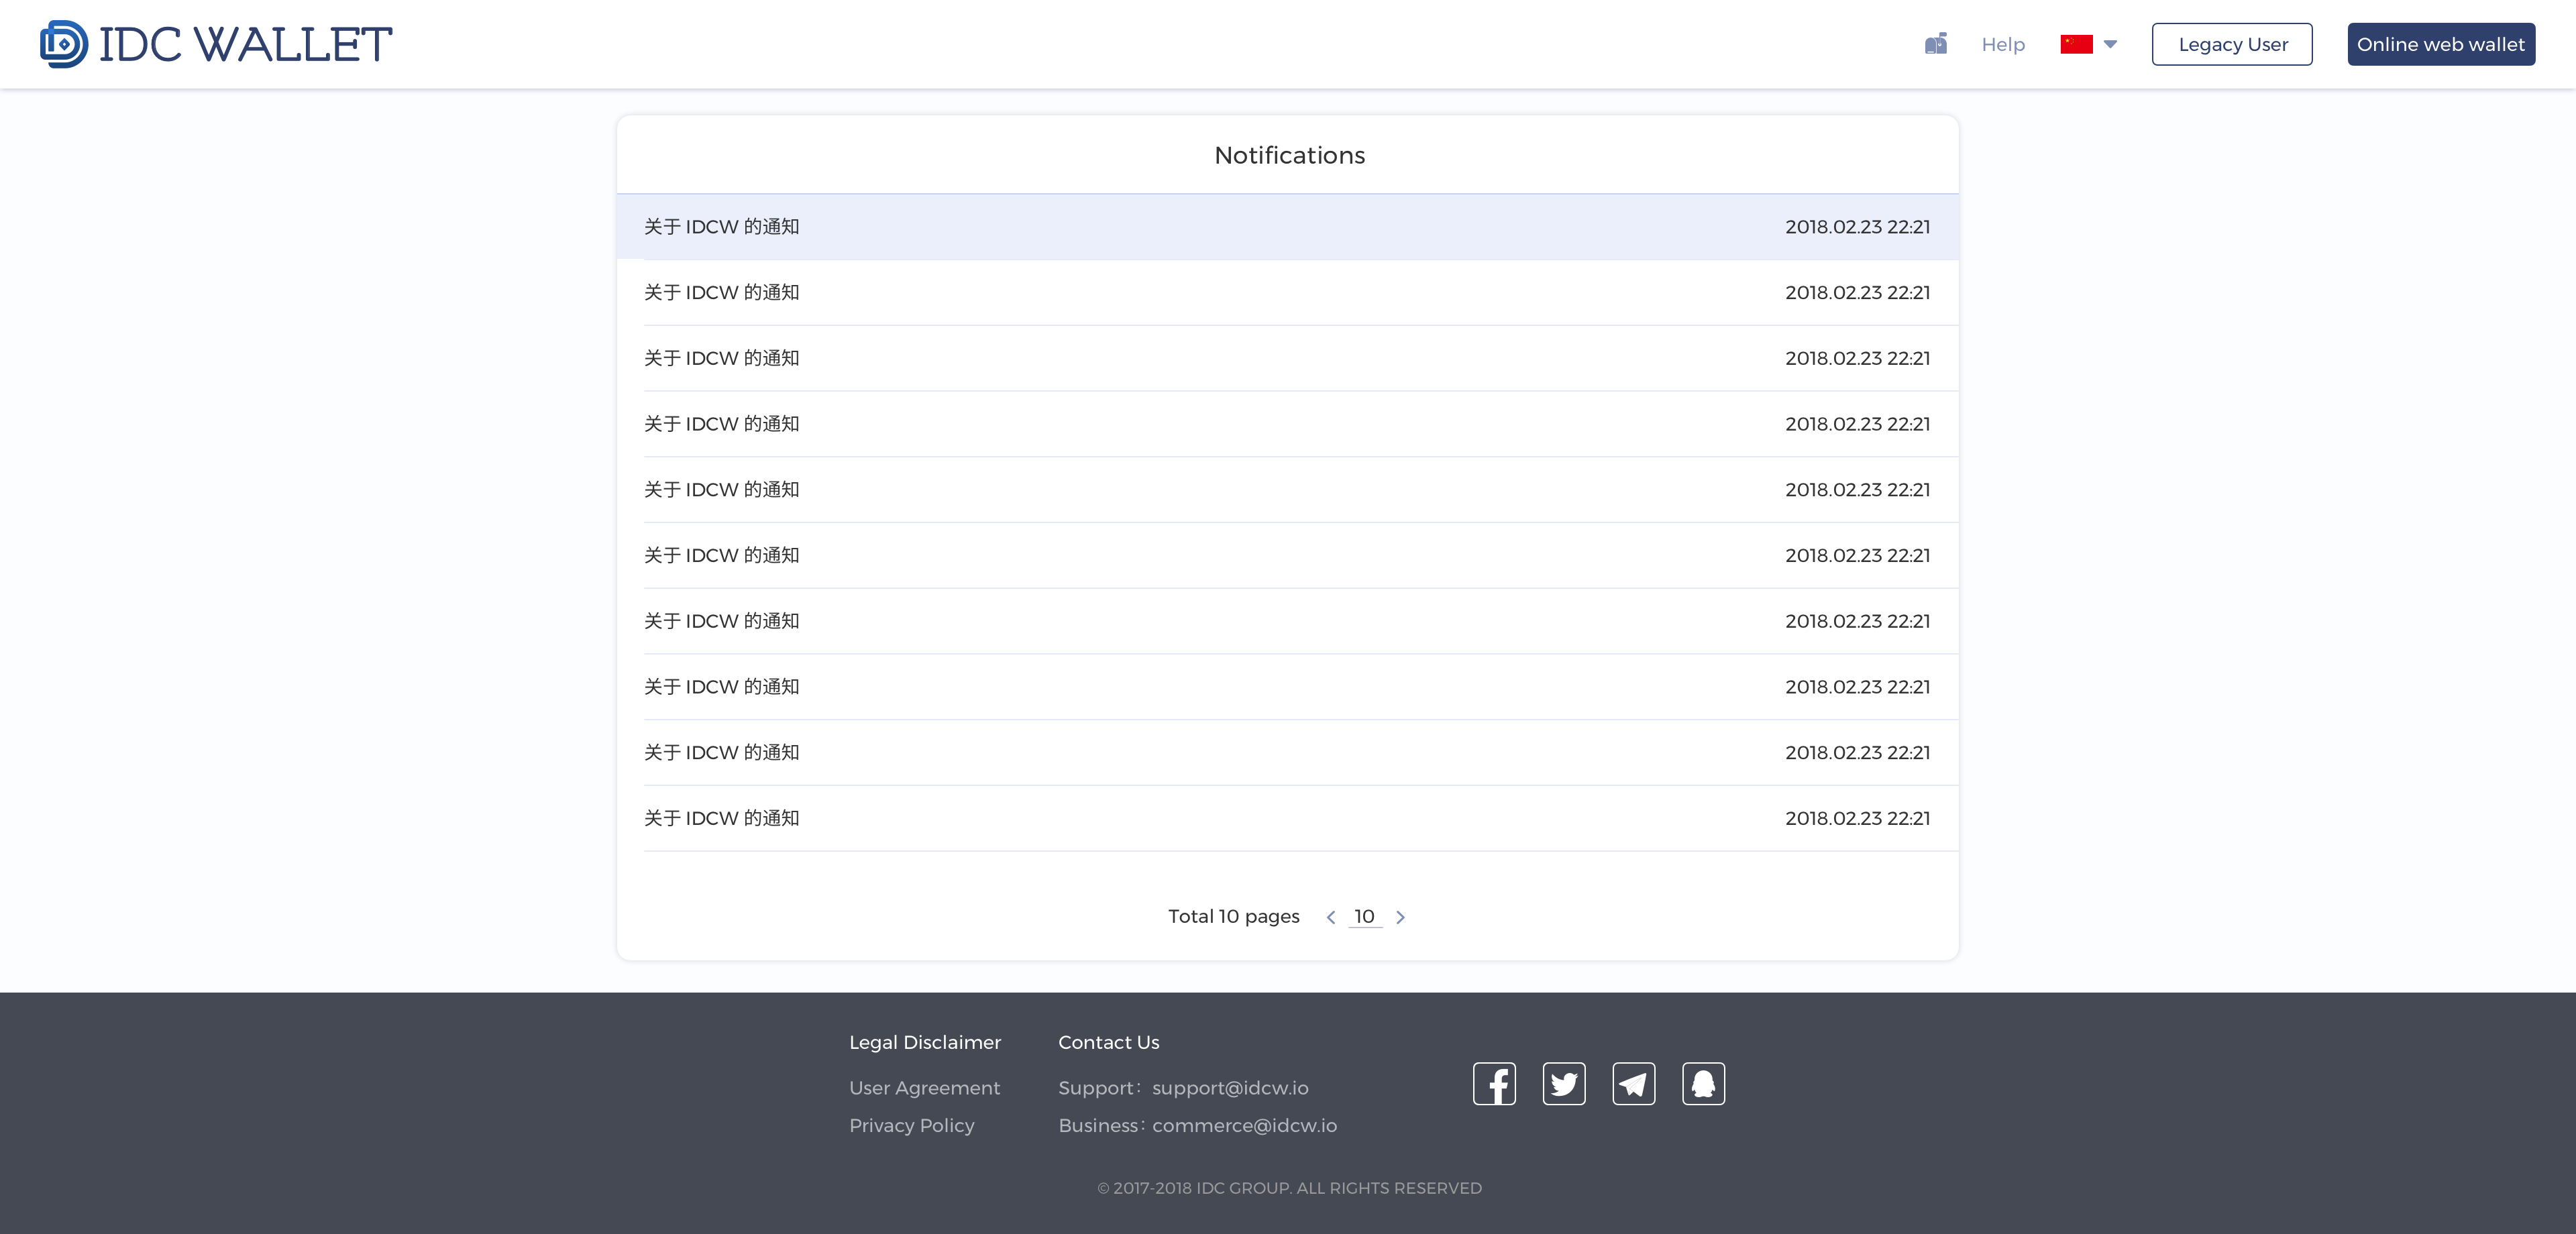 IDC WALLET
Help
Legacy User
Online web wallet
Notifications
关于 IDCW 的通知 2018.02.23 22:21
关于 IDCW 的通知 2018.02.23 22:21
关于 IDCW 的通知 2018.02.23 22:21
关于 IDCW 的通知 2018.02.23 22:21
关于 IDCW 的通知 2018.02.23 22:21
关于 IDCW 的通知 2018.02.23 22:21
关于 IDCW 的通知 2018.02.23 22:21
关于 IDCW 的通知 2018.02.23 22:21
关于 IDCW 的通知 2018.02.23 22:21
关于 IDCW 的通知 2018.02.23 22:21
Total 10 pages 10
Legal Disclaimer
User Agreement
Privacy Policy
Contact Us
Support：support@idcw.io
Business：commerce@idcw.io
© 2017-2018 IDC GROUP. ALL RIGHTS RESERVED